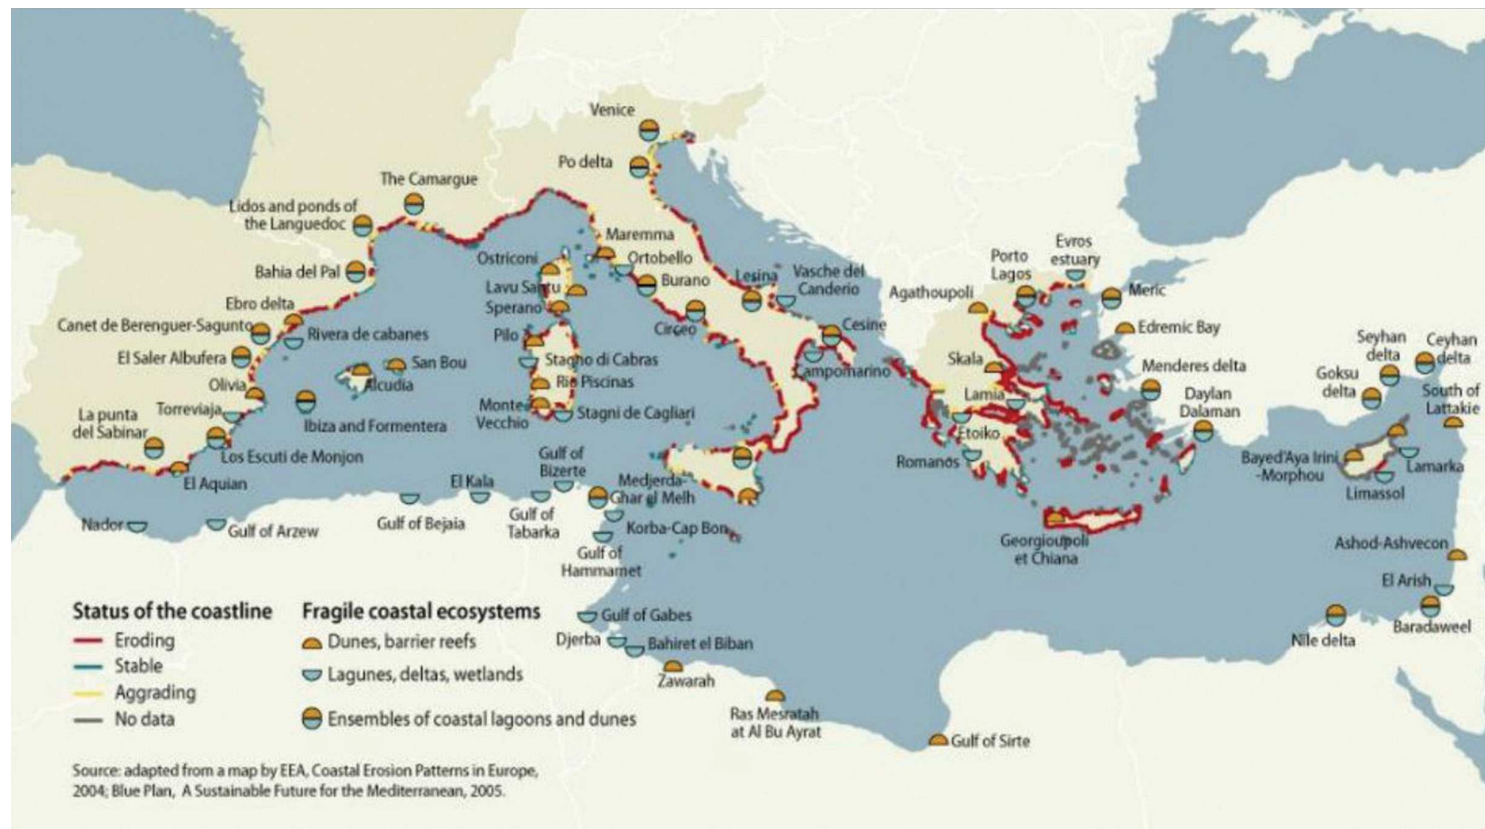 Venice
Po delta
The Camargue
Lidos and ponds of
the Languedoc
Bahia del Pal
Ebro delta
Canet de Berenguer-Sagunto
Rivera de cabanes
El Saler Albufera
San Bou
Alcudia
Olivia
Torreviaja
La punta
del Sabinar
Ibiza and Formentera
Los Escuti de Monjon
El Aquian
Maremma
Ostriconi
Ortobello
Lavu Santu
Burano
Sperano
Lesina
Vasche del
Canderio
Pilo
Circeo
Cesine
Stagno di Cabras
Campomarino
Rio Piscinas
Monte
Vecchio
Stagni de Cagliari
Porto
Lagos
Evros
estuary
Agathoupoli
Meric
Edremic Bay
Skala
Menderes delta
Lamia
Daylan
Dalaman
Etoiko
Romanos
Seyhan
delta
Ceyhan
delta
Goksu
delta
South of
Lattakie
Bayed'Aya Irini
-Morphou
Lamarka
Limassol
Georgioupoli
et Chiana
Ashod-Ashvecon
El Arish
Baradaweel
Nile delta
Gulf of
Bizerte
Medjerda-
Ghar el Melh
El Kala
Gulf of Bejaia
Gulf of
Tabarka
Korba-Cap Bon
Nador
Gulf of Arzew
Gulf of
Hammamet
Gulf of Gabes
Djerba
Bahiret el Biban
Zawarah
Ras Mesratah
at Al Bu Ayrat
Gulf of Sirte
Status of the coastline
Eroding
Stable
Aggrading
No data
Fragile coastal ecosystems
Dunes, barrier reefs
Lagunes, deltas, wetlands
Ensembles of coastal lagoons and dunes
Source: adapted from a map by EEA, Coastal Erosion Patterns in Europe,
2004; Blue Plan, A Sustainable Future for the Mediterranean, 2005.